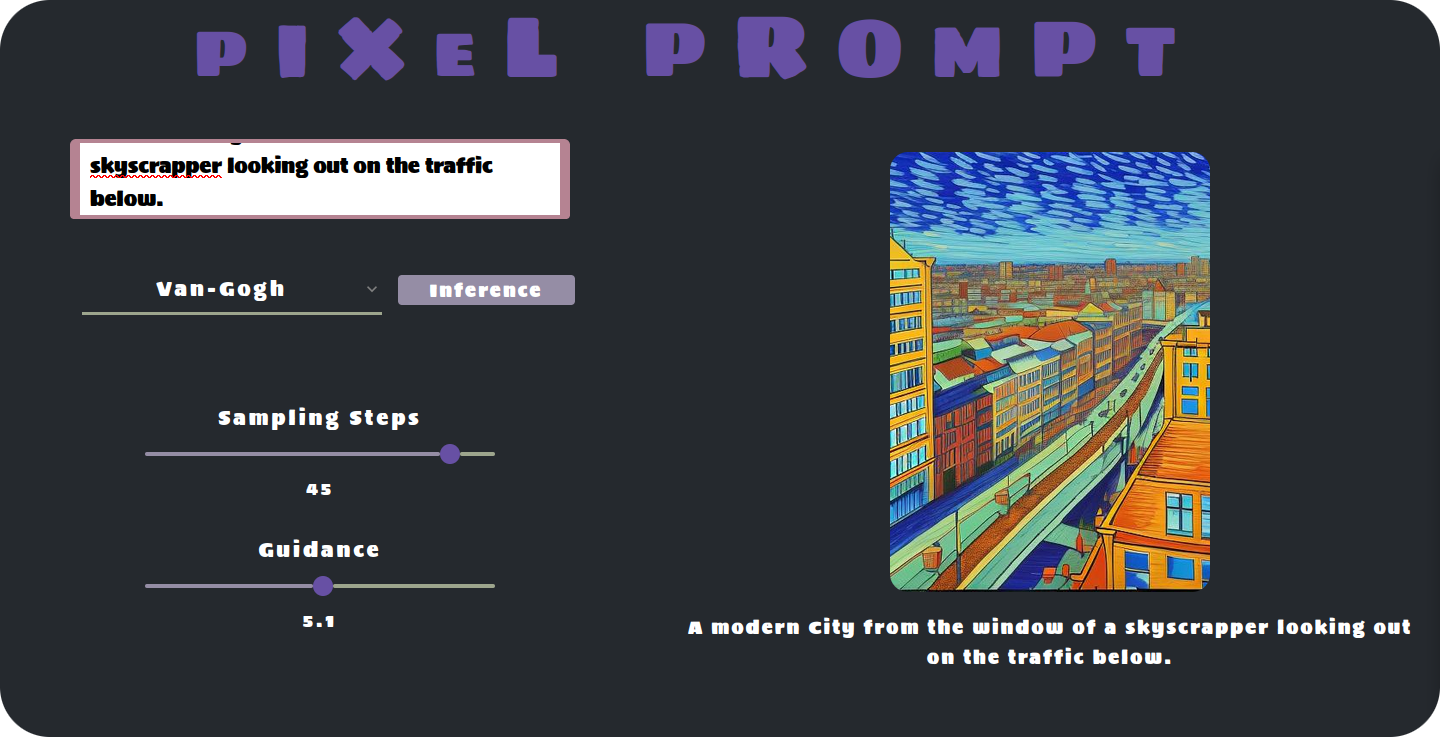 PIXEL PROMPT
skyscrapper looking out on the traffic
below.
Van-Gogh
Inference
Sampling Steps
45
Guidance
5.1
A modern City from the window of a skyscrapper looking out
on the traffic below.